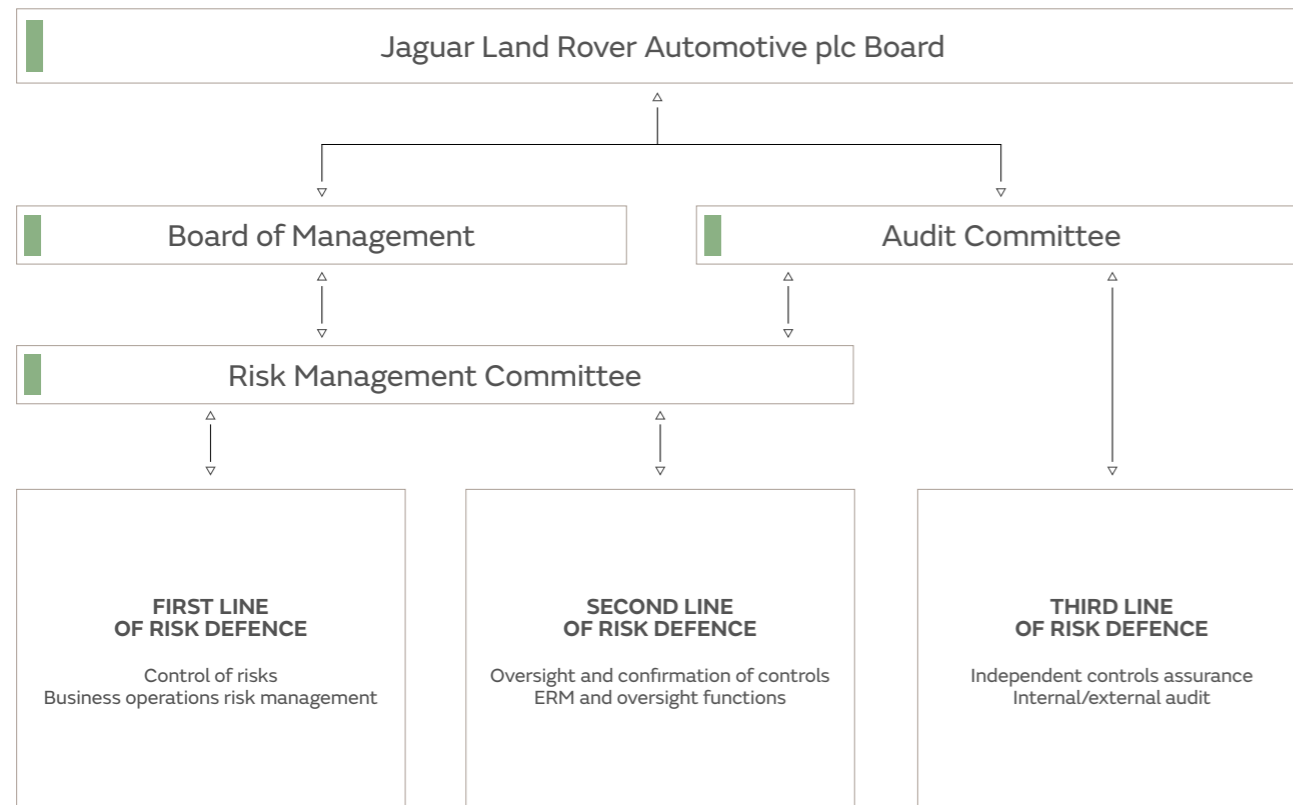 Jaguar Land Rover Automotive plc Board
Board of Management
Audit Committee
Risk Management Committee
FIRST LINE
OF RISK DEFENCE
Control of risks
Business operations risk management
SECOND LINE
OF RISK DEFENCE
Oversight and confirmation of controls
ERM and oversight functions
THIRD LINE
OF RISK DEFENCE
Independent controls assurance
Internal/external audit